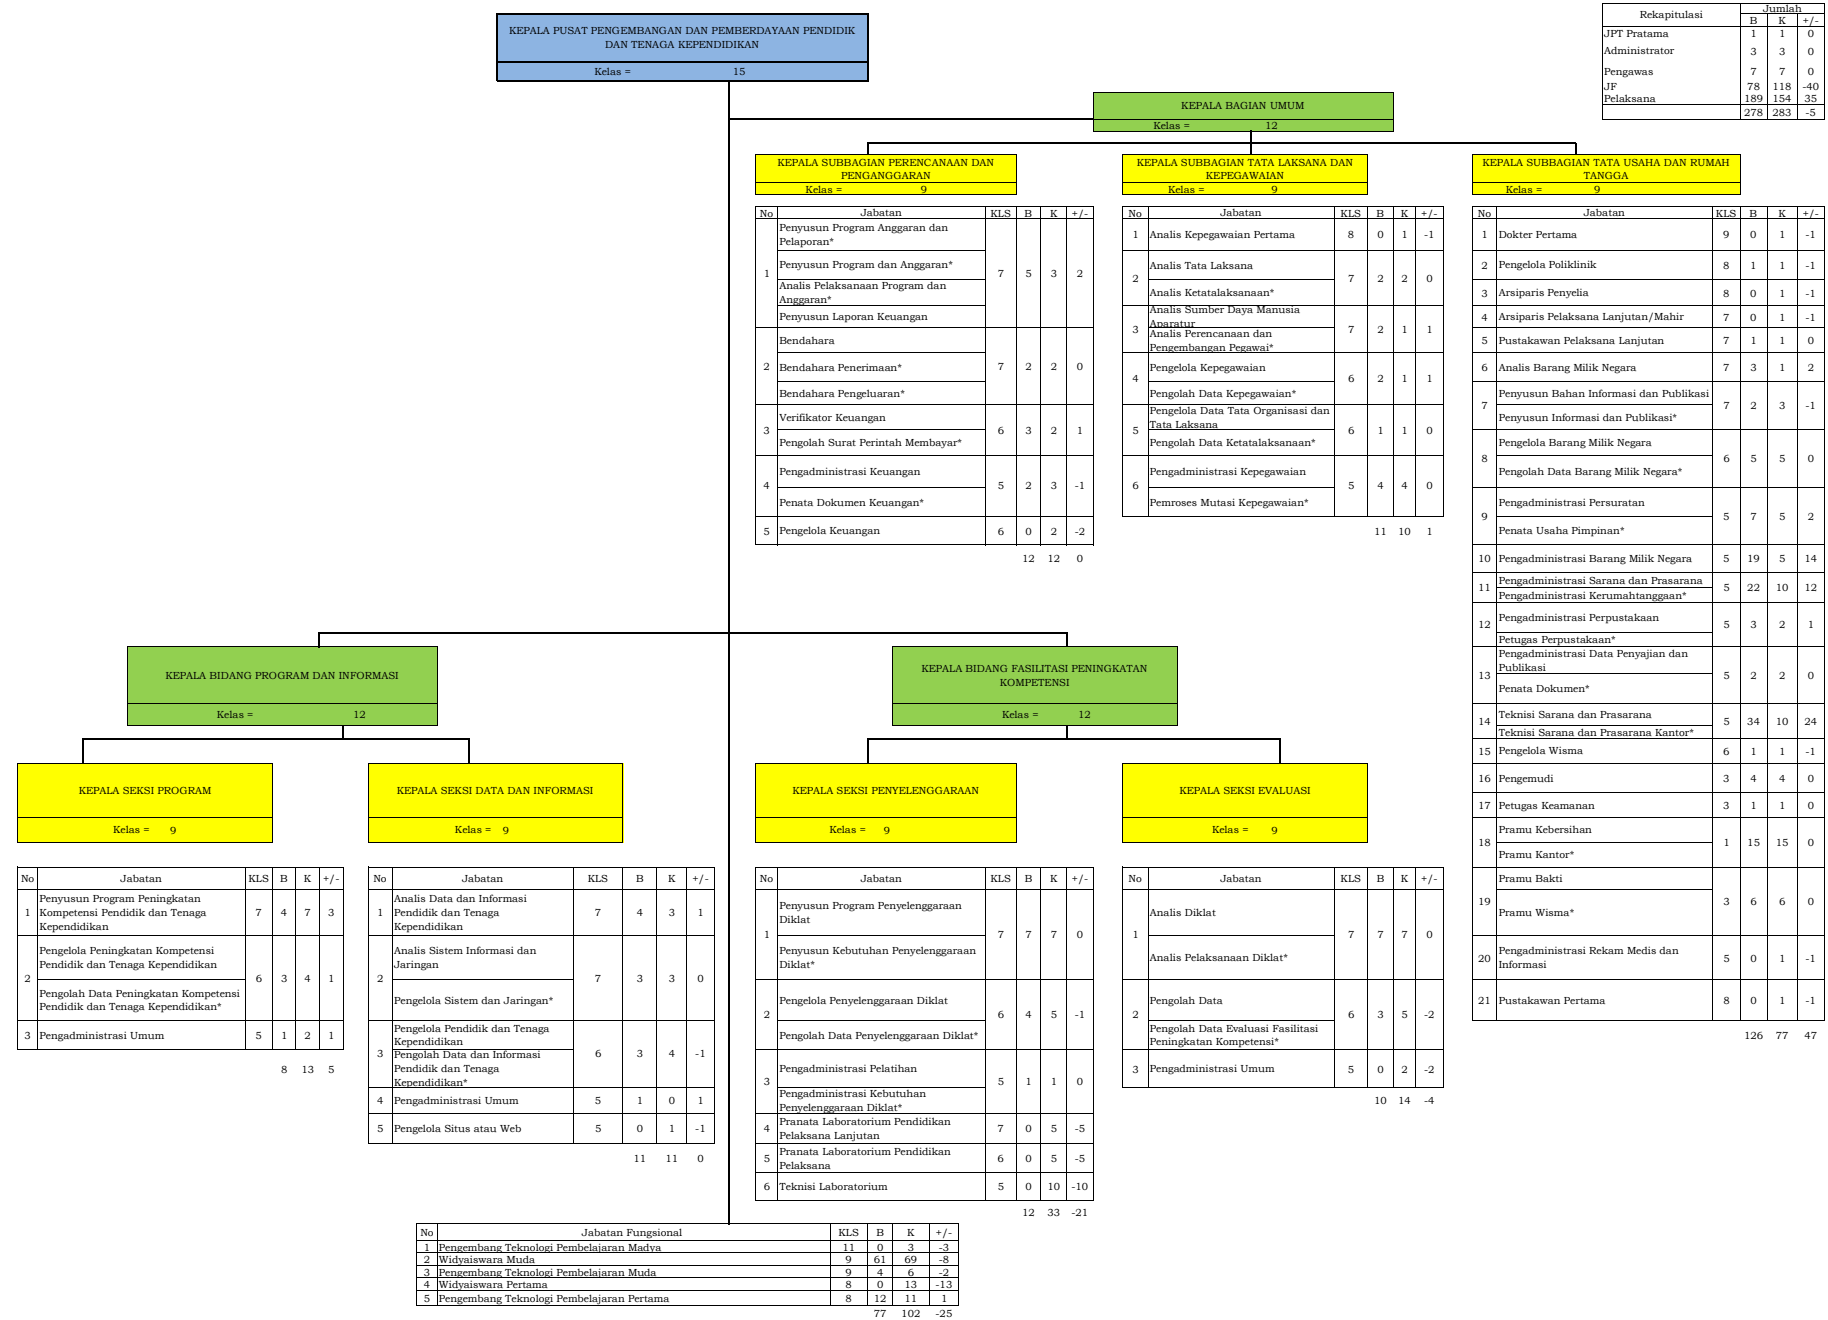 KEPALA PUSAT PENGEMBANGAN DAN PEMBERDAYAAN PENDIDIK
DAN TENAGA KEPENDIDIKAN
Kelas = 15
Rekapitulasi Jumlah
B K +/-
JPT Pratama 1 1 0
Administrator 3 3 0
Pengawas 7 7 0
JF 78 118 -40
Pelaksana 189 154 35
278 283 -5
KEPALA BAGIAN UMUM
Kelas = 12
KEPALA SUBBAGIAN PERENCANAAN DAN
PENGANGGARAN
Kelas = 9
No Jabatan KLS B K +/-
Penyusun Program Anggaran dan
Pelaporan*
Penyusun Program dan Anggaran*
1 7 5 3 2
Analis Pelaksanaan Program dan
Anggaran*
Penyusun Laporan Keuangan
Bendahara
2 Bendahara Penerimaan* 7 2 2 0
Bendahara Pengeluaran*
Verifikator Keuangan
3 6 3 2 1
Pengolah Surat Perintah Membayar*
Pengadministrasi Keuangan
4 5 2 3 -1
Penata Dokumen Keuangan*
5 Pengelola Keuangan 6 0 2 -2
12 12 0
KEPALA SUBBAGIAN TATA LAKSANA DAN
KEPEGAWAIAN
Kelas = 9
No Jabatan KLS B K +/-
1 Analis Kepegawaian Pertama 8 0 1 -1
Analis Tata Laksana
2 7 2 2 0
Analis Ketatalaksanaan*
Analis Sumber Daya Manusia
Aparatur
3 7 2 1 1
Analis Perencanaan dan
Pengembangan Pegawai*
Pengelola Kepegawaian
4 6 2 1 1
Pengolah Data Kepegawaian*
Pengelola Data Tata Organisasi dan
Tata Laksana
5 6 1 1 0
Pengolah Data Ketatalaksanaan*
Pengadministrasi Kepegawaian
6 5 4 4 0
Pemroses Mutasi Kepegawaian*
11 10 1
KEPALA SUBBAGIAN TATA USAHA DAN RUMAH
TANGGA
Kelas = 9
No Jabatan KLS B K +/-
1 Dokter Pertama 9 0 1 -1
2 Pengelola Poliklinik 8 1 1 -1
3 Arsiparis Penyelia 8 0 1 -1
4 Arsiparis Pelaksana Lanjutan/Mahir 7 0 1 -1
5 Pustakawan Pelaksana Lanjutan 7 1 1 0
6 Analis Barang Milik Negara 7 3 1 2
Penyusun Bahan Informasi dan Publikasi
7 7 2 3 -1
Penyusun Informasi dan Publikasi*
Pengelola Barang Milik Negara
8 6 5 5 0
Pengolah Data Barang Milik Negara*
Pengadministrasi Persuratan
9 5 7 5 2
Penata Usaha Pimpinan*
10 Pengadministrasi Barang Milik Negara 5 19 5 14
Pengadministrasi Sarana dan Prasarana
11 5 22 10 12
Pengadministrasi Kerumahtanggaan*
Pengadministrasi Perpustakaan
12 5 3 2 1
Petugas Perpustakaan*
Pengadministrasi Data Penyajian dan
Publikasi
13 5 2 2 0
Penata Dokumen*
Teknisi Sarana dan Prasarana
14 5 34 10 24
Teknisi Sarana dan Prasarana Kantor*
15 Pengelola Wisma 6 1 1 -1
16 Pengemudi 3 4 4 0
17 Petugas Keamanan 3 1 1 0
Pramu Kebersihan
18 1 15 15 0
Pramu Kantor*
Pramu Bakti
19 3 6 6 0
Pramu Wisma*
20 Pengadministrasi Rekam Medis dan
Informasi 5 0 1 -1
21 Pustakawan Pertama 8 0 1 -1
126 77 47
KEPALA BIDANG PROGRAM DAN INFORMASI
Kelas = 12
KEPALA BIDANG FASILITASI PENINGKATAN
KOMPETENSI
Kelas = 12
KEPALA SEKSI PROGRAM
Kelas = 9
No Jabatan KLS B K +/-
Penyusun Program Peningkatan
1 Kompetensi Pendidik dan Tenaga 7 4 7 3
Kependidikan
Pengelola Peningkatan Kompetensi
Pendidik dan Tenaga Kependidikan
2 6 3 4 1
Pengolah Data Peningkatan Kompetensi
Pendidik dan Tenaga Kependidikan*
3 Pengadministrasi Umum 5 1 2 1
8 13 5
KEPALA SEKSI DATA DAN INFORMASI
Kelas = 9
No Jabatan KLS B K +/-
Analis Data dan Informasi
1 Pendidik dan Tenaga 7 4 3 1
Kependidikan
Analis Sistem Informasi dan
Jaringan
2 7 3 3 0
Pengelola Sistem dan Jaringan*
Pengelola Pendidik dan Tenaga
Kependidikan
3 6 3 4 -1
Pengolah Data dan Informasi
Pendidik dan Tenaga
Kependidikan*
4 Pengadministrasi Umum 5 1 0 1
5 Pengelola Situs atau Web 5 0 1 -1
11 11 0
KEPALA SEKSI PENYELENGGARAAN
Kelas = 9
No Jabatan KLS B K +/-
Penyusun Program Penyelenggaraan
Diklat
1 7 7 7 0
Penyusun Kebutuhan Penyelenggaraan
Diklat*
Pengelola Penyelenggaraan Diklat
2 6 4 5 -1
Pengolah Data Penyelenggaraan Diklat*
Pengadministrasi Pelatihan
3 5 1 1 0
Pengadministrasi Kebutuhan
Penyelenggaraan Diklat*
4 Pranata Laboratorium Pendidikan
Pelaksana Lanjutan 7 0 5 -5
5 Pranata Laboratorium Pendidikan
Pelaksana 6 0 5 -5
6 Teknisi Laboratorium 5 0 10 -10
12 33 -21
KEPALA SEKSI EVALUASI
Kelas = 9
No Jabatan KLS B K +/-
Analis Diklat
1 7 7 7 0
Analis Pelaksanaan Diklat*
Pengolah Data
2 6 3 5 -2
Pengolah Data Evaluasi Fasilitasi
Peningkatan Kompetensi*
3 Pengadministrasi Umum 5 0 2 -2
10 14 -4
No Jabatan Fungsional KLS B K +/-
1 Pengembang Teknologi Pembelajaran Madya 11 0 3 -3
2 Widyaiswara Muda 9 61 69 -8
3 Pengembang Teknologi Pembelajaran Muda 9 4 6 -2
4 Widyaiswara Pertama 8 0 13 -13
5 Pengembang Teknologi Pembelajaran Pertama 8 12 11 1
77 102 -25